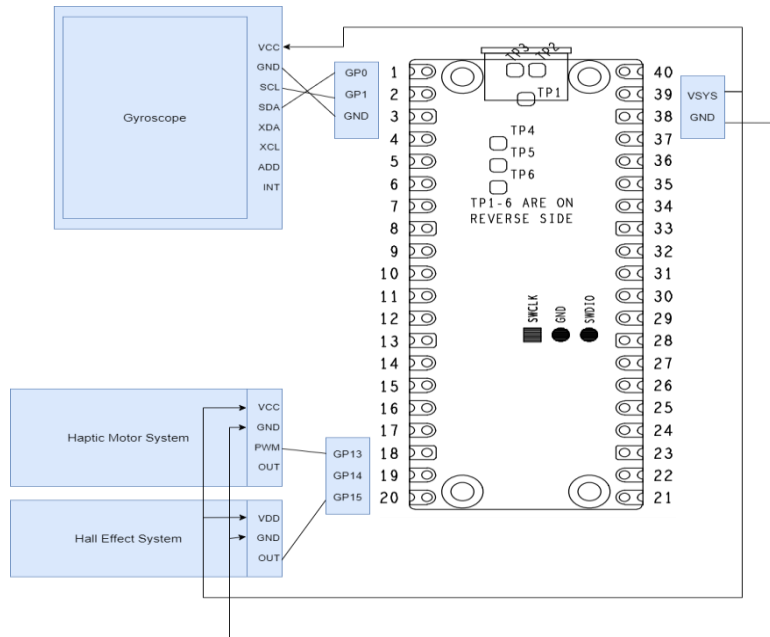 Gyroscope
VCC
GND
SCL
SDA
XDA
XCL
ADD
INT
GP0
GP1
GND
1
2
3
4
5
6
7
8
9
10
11
12
13
14
15
16
17
18
19
20
TP3
TP2
TP1
TP4
TP5
TP6
TP1-6 ARE ON
REVERSE SIDE
SWCLK
GND
SWDIO
40
39
38
37
36
35
34
33
32
31
30
29
28
27
26
25
24
23
22
21
VSYS
GND
Haptic Motor System
VCC
GND
PWM
OUT
Hall Effect System
VDD
GND
OUT
GP13
GP14
GP15